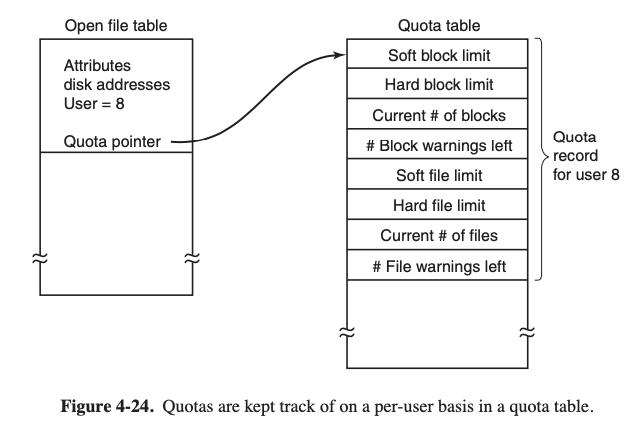 Open file table
Attributes
disk addresses
User = 8
Quota pointer
Quota table
Soft block limit
Hard block limit
Current # of blocks
# Block warnings left
Soft file limit
Hard file limit
Current # of files
# File warnings left
Quota
record
for user 8
Figure 4-24. Quotas are kept track of on a per-user basis in a quota table.